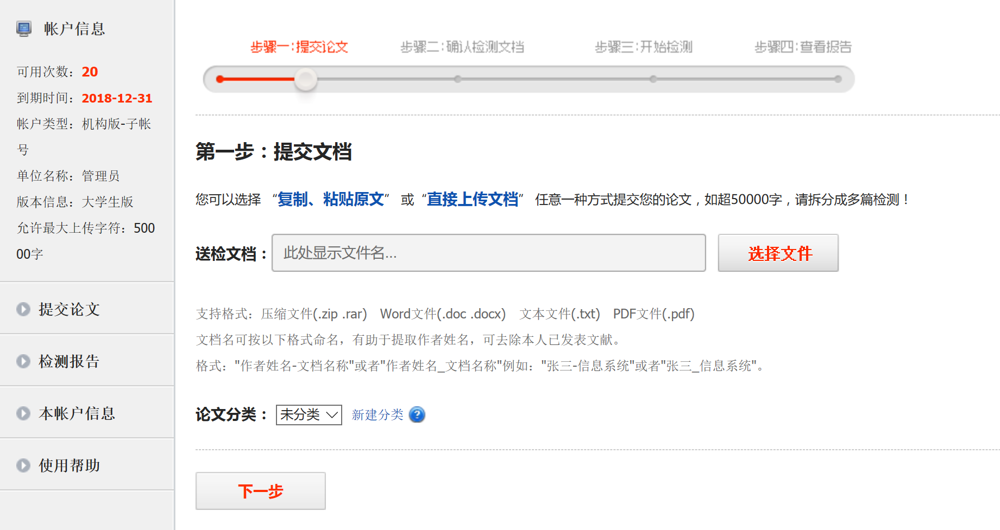 帐户信息
可用次数：20
到期时间：2018-12-31
帐户类型：机构版-子帐
号
单位名称：管理员
版本信息：大学生版
允许最大上传字符：500
00字
提交论文
检测报告
本帐户信息
使用帮助
步骤一:提交论文 步骤二:确认检测文档 步骤三:开始检测 步骤四:查看报告
第一步：提交文档
您可以选择 “复制、粘贴原文” 或“直接上传文档” 任意一种方式提交您的论文，如超50000字，请拆分成多篇检测！
送检文档： 此处显示文件名... 选择文件
支持格式：压缩文件(.zip .rar) Word文件(.doc .docx) 文本文件(.txt) PDF文件(.pdf)
文档名可按以下格式命名，有助于提取作者姓名，可去除本人已发表文献。
格式："作者姓名-文档名称"或者"作者姓名_文档名称"例如："张三-信息系统"或者"张三_信息系统"。
论文分类： 未分类 新建分类 ?
下一步